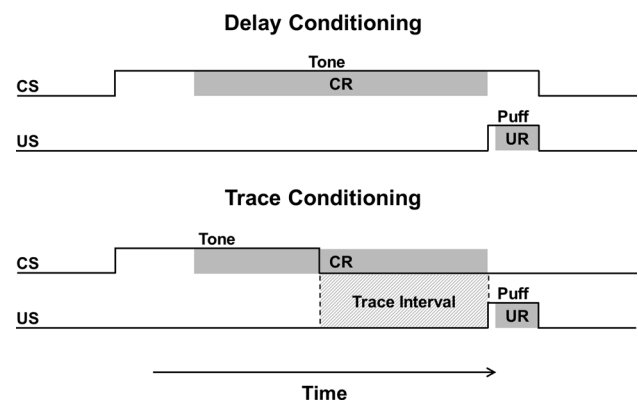 Delay Conditioning
Tone
CS
CR
Puff
US
UR
Trace Conditioning
Tone
CS
CR
Trace Interval
Puff
US
UR
Time